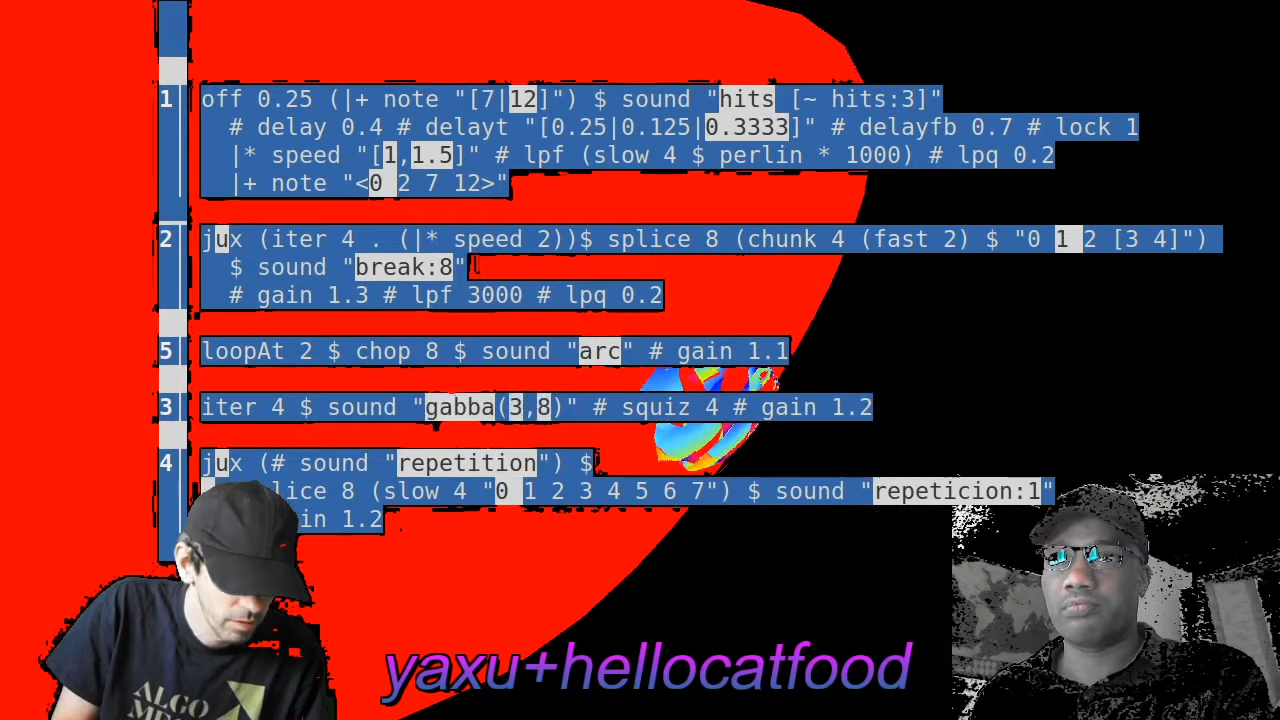 1 off 0.25 (|+ note "[7|12]") $ sound "hits [~ hits:3]"
# delay 0.4 # delayt "[0.25|0.125|0.3333]" # delayfb 0.7 # lock 1
|* speed "[1,1.5]" # lpf (slow 4 $ perlin * 1000) # lpq 0.2
|+ note "<0 2 7 12>"
2 jux (iter 4 . (|* speed 2))$ splice 8 (chunk 4 (fast 2) $ "0 1 2 [3 4]")
$ sound "break:8"
# gain 1.3 # lpf 3000 # lpq 0.2
5 loopAt 2 $ chop 8 $ sound "arc" # gain 1.1
3 iter 4 $ sound "gabba(3,8)" # squiz 4 # gain 1.2
4 jux (# sound "repetition") $
lice 8 (slow 4 "0 1 2 3 4 5 6 7") $ sound "repeticion:1"
in 1.2
ALGO
yaxu+hellocatfood